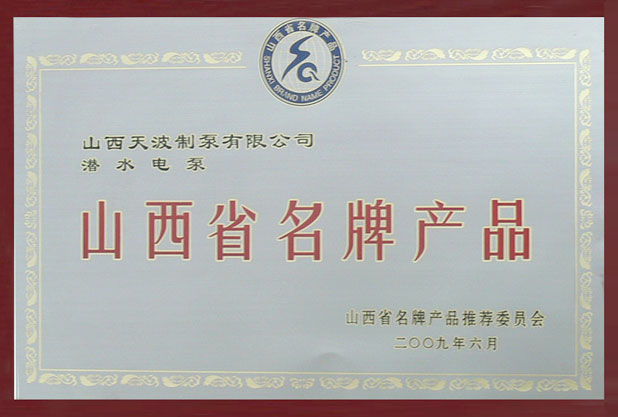 山西省名牌产品
SHANXI BRAND NAME PRODUCT
山西天波制泵有限公司
潜水电泵
山西省名牌产品
山西省名牌产品推荐委员会
二〇〇九年六月